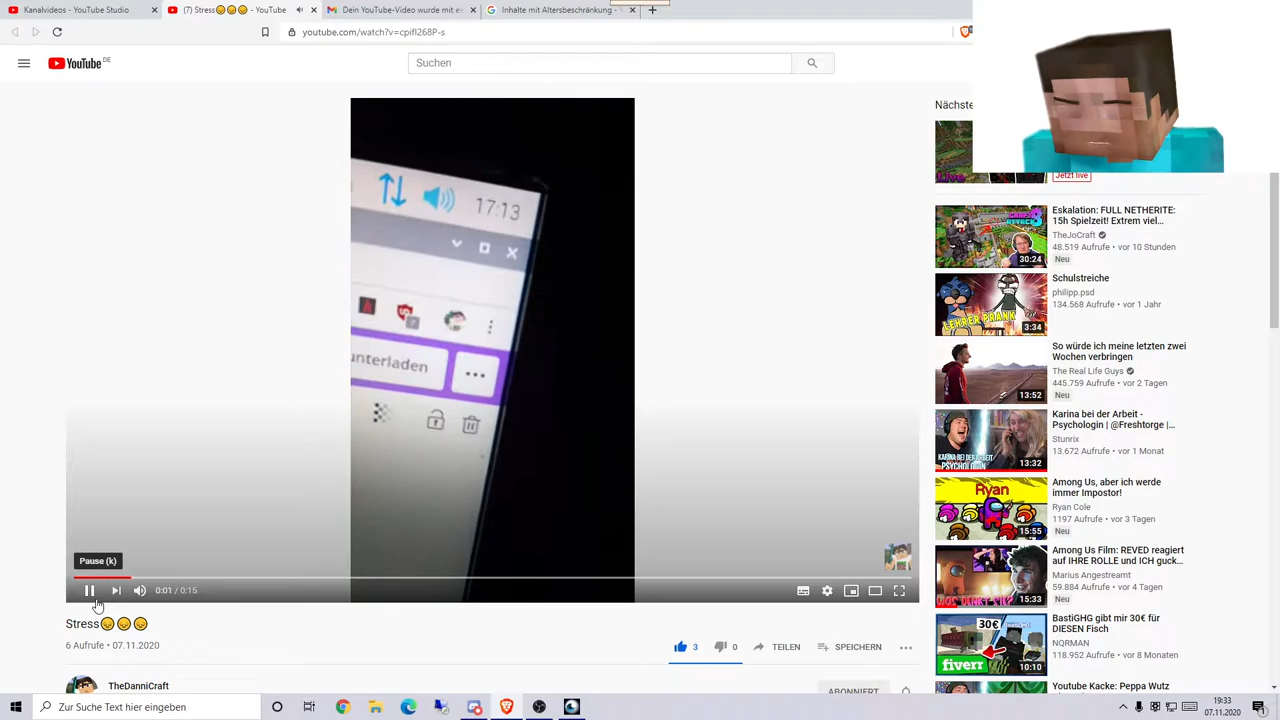 Kanalvideos - YouTube Studio
(7) Stress😞😞😞 - YouTube
Dein YouTube-Video wurde mit ei
Inhalte mit Altersbeschränkung -
youtube.com/watch?v=cpifl268P-s
YouTube DE
Suchen
17:13
unterladen
Pause (k)
0:01 / 0:15
Stress😞😞😞
6 Aufrufe • 07.11.2020
3
0
TEILEN
SPEICHERN
TheDanniCraft
ABONNIERT
Nächste
Live
Jetzt live
Eskalation: FULL NETHERITE:
15h Spielzeit! Extrem viel…
TheJoCraft
48.519 Aufrufe • vor 10 Stunden
Neu
30:24
Schulstreiche
philipp.psd
134.568 Aufrufe • vor 1 Jahr
LEHRER PRANK
3:34
So würde ich meine letzten zwei
Wochen verbringen
The Real Life Guys
445.759 Aufrufe • vor 2 Tagen
Neu
13:52
Karina bei der Arbeit -
Psychologin | @Freshtorge |…
Stunrix
13.672 Aufrufe • vor 1 Monat
KARINA BEI DER ARBEIT
PSYCHOLOGIN
13:32
Among Us, aber ich werde
immer Impostor!
Ryan Cole
1197 Aufrufe • vor 3 Tagen
Neu
Ryan
15:55
Among Us Film: REVED reagiert
auf IHRE ROLLE und ICH guck…
Marius Angestreamt
59.884 Aufrufe • vor 4 Tagen
Neu
15:33
BastiGHG gibt mir 30€ für
DIESEN Fisch
NQRMAN
118.952 Aufrufe • vor 8 Monaten
30€
fiverr
10:10
Youtube Kacke: Peppa Wutz
Zur Suche Text hier eingeben
19:33
07.11.2020